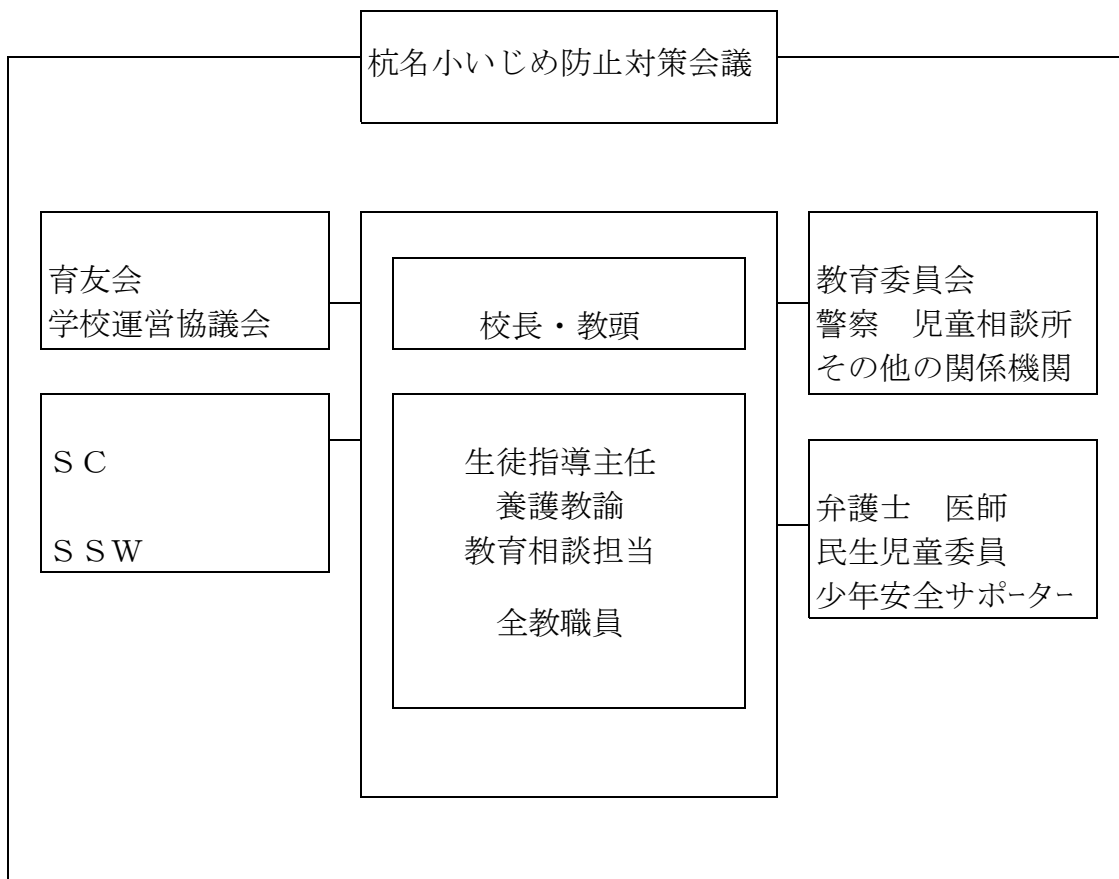 杭名小いじめ防止対策会議
育友会
学校運営協議会
ＳＣ
ＳＳＷ
校長・教頭
生徒指導主任
養護教諭
教育相談担当
全教職員
教育委員会
警察　児童相談所
その他の関係機関
弁護士　医師
民生児童委員
少年安全サポーター